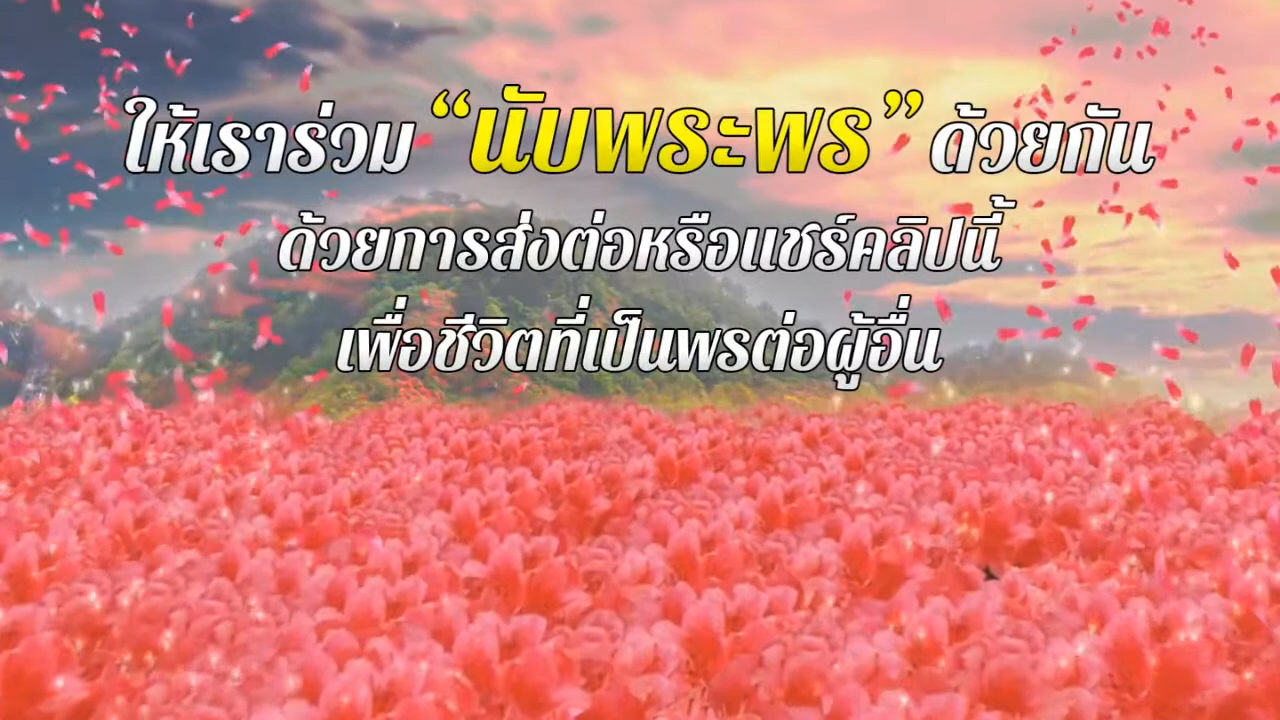 ให้เราร่วม “นับพระพร” ด้วยกัน
ด้วยการส่งต่อหรือแชร์คลิปนี้
เพื่อชีวิตที่เป็นพรต่อผู้อื่น